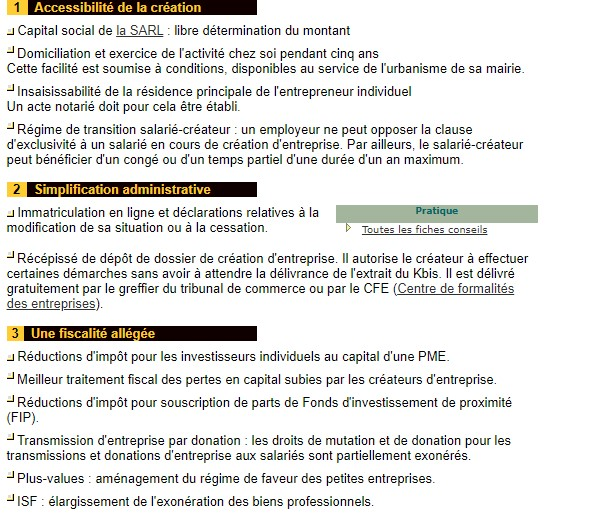 1 Accessibilité de la création
Capital social de la SARL : libre détermination du montant
Domiciliation et exercice de l'activité chez soi pendant cinq ans
Cette facilité est soumise à conditions, disponibles au service de l'urbanisme de sa mairie.
Insaisissabilité de la résidence principale de l'entrepreneur individuel
Un acte notarié doit pour cela être établi.
Régime de transition salarié-créateur : un employeur ne peut opposer la clause
d'exclusivité à un salarié en cours de création d'entreprise. Par ailleurs, le salarié-créateur
peut bénéficier d'un congé ou d'un temps partiel d'une durée d'un an maximum.
2 Simplification administrative
Immatriculation en ligne et déclarations relatives à la
modification de sa situation ou à la cessation.
Pratique
Toutes les fiches conseils
Récépissé de dépôt de dossier de création d'entreprise. Il autorise le créateur à effectuer
certaines démarches sans avoir à attendre la délivrance de l'extrait du Kbis. Il est délivré
gratuitement par le greffier du tribunal de commerce ou par le CFE (Centre de formalités
des entreprises).
3 Une fiscalité allégée
Réductions d'impôt pour les investisseurs individuels au capital d'une PME.
Meilleur traitement fiscal des pertes en capital subies par les créateurs d'entreprise.
Réductions d'impôt pour souscription de parts de Fonds d'investissement de proximité
(FIP).
Transmission d'entreprise par donation : les droits de mutation et de donation pour les
transmissions et donations d'entreprise aux salariés sont partiellement exonérés.
Plus-values : aménagement du régime de faveur des petites entreprises.
ISF : élargissement de l'exonération des biens professionnels.